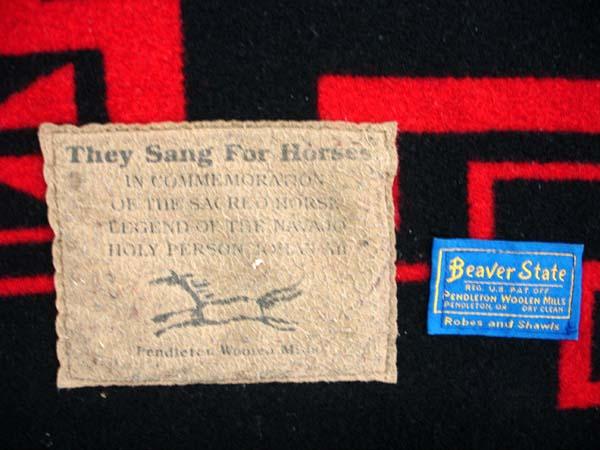 They Sang For Horses
IN COMMEMORATION
OF THE SACRED HORSE
LEGEND OF THE NAVAJO
HOLY PERSON
Pendleton Woolen Mills
Beaver State
REG. U.S. PAT. OFF
PENDLETON WOOLEN MILLS
PENDLETON, OR DRY CLEAN
Robes and Shawls